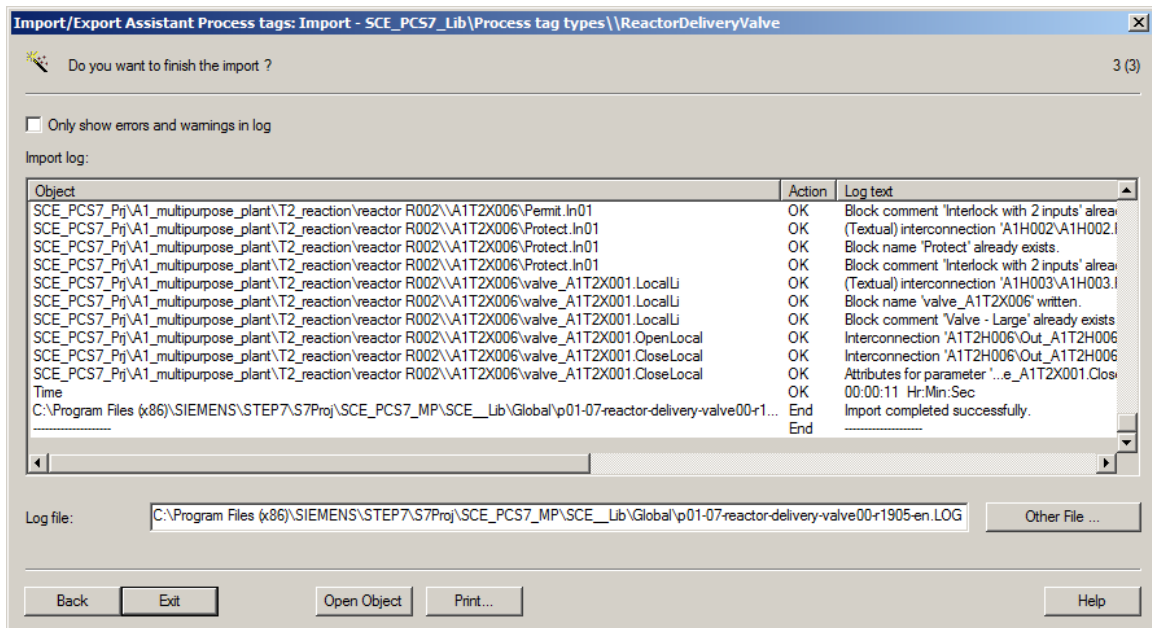 Import/Export Assistant Process tags: Import - SCE_PCS7_Lib\Process tag types\\ReactorDeliveryValve
Do you want to finish the import ? 3 (3)
Only show errors and warnings in log
Import log:
Object Action Log text
SCE_PCS7_Prj\A1_multipurpose_plant\T2_reaction\reactor R002\\A1T2X006\Permit.In01 OK Block comment 'Interlock with 2 inputs' alrea
SCE_PCS7_Prj\A1_multipurpose_plant\T2_reaction\reactor R002\\A1T2X006\Protect.In01 OK (Textual) interconnection 'A1H002\A1H002.
SCE_PCS7_Prj\A1_multipurpose_plant\T2_reaction\reactor R002\\A1T2X006\Protect.In01 OK Block name 'Protect' already exists.
SCE_PCS7_Prj\A1_multipurpose_plant\T2_reaction\reactor R002\\A1T2X006\Protect.In01 OK Block comment 'Interlock with 2 inputs' alrea
SCE_PCS7_Prj\A1_multipurpose_plant\T2_reaction\reactor R002\\A1T2X006\valve_A1T2X001.LocalLi OK (Textual) interconnection 'A1H003\A1H003.
SCE_PCS7_Prj\A1_multipurpose_plant\T2_reaction\reactor R002\\A1T2X006\valve_A1T2X001.LocalLi OK Block name 'valve_A1T2X006' written.
SCE_PCS7_Prj\A1_multipurpose_plant\T2_reaction\reactor R002\\A1T2X006\valve_A1T2X001.LocalLi OK Block comment 'Valve - Large' already exists
SCE_PCS7_Prj\A1_multipurpose_plant\T2_reaction\reactor R002\\A1T2X006\valve_A1T2X001.OpenLocal OK Interconnection 'A1T2H006\Out_A1T2H006
SCE_PCS7_Prj\A1_multipurpose_plant\T2_reaction\reactor R002\\A1T2X006\valve_A1T2X001.CloseLocal OK Interconnection 'A1T2H006\Out_A1T2H006
SCE_PCS7_Prj\A1_multipurpose_plant\T2_reaction\reactor R002\\A1T2X006\valve_A1T2X001.CloseLocal OK Attributes for parameter '...e_A1T2X001.Clos
Time OK 00:00:11 Hr:Min:Sec
C:\Program Files (x86)\SIEMENS\STEP7\S7Proj\SCE_PCS7_MP\SCE__Lib\Global\p01-07-reactor-delivery-valve00-r1... End Import completed successfully.
-------------------- End --------------------
Log file: C:\Program Files (x86)\SIEMENS\STEP7\S7Proj\SCE_PCS7_MP\SCE__Lib\Global\p01-07-reactor-delivery-valve00-r1905-en.LOG Other File ...
Back Exit Open Object Print... Help